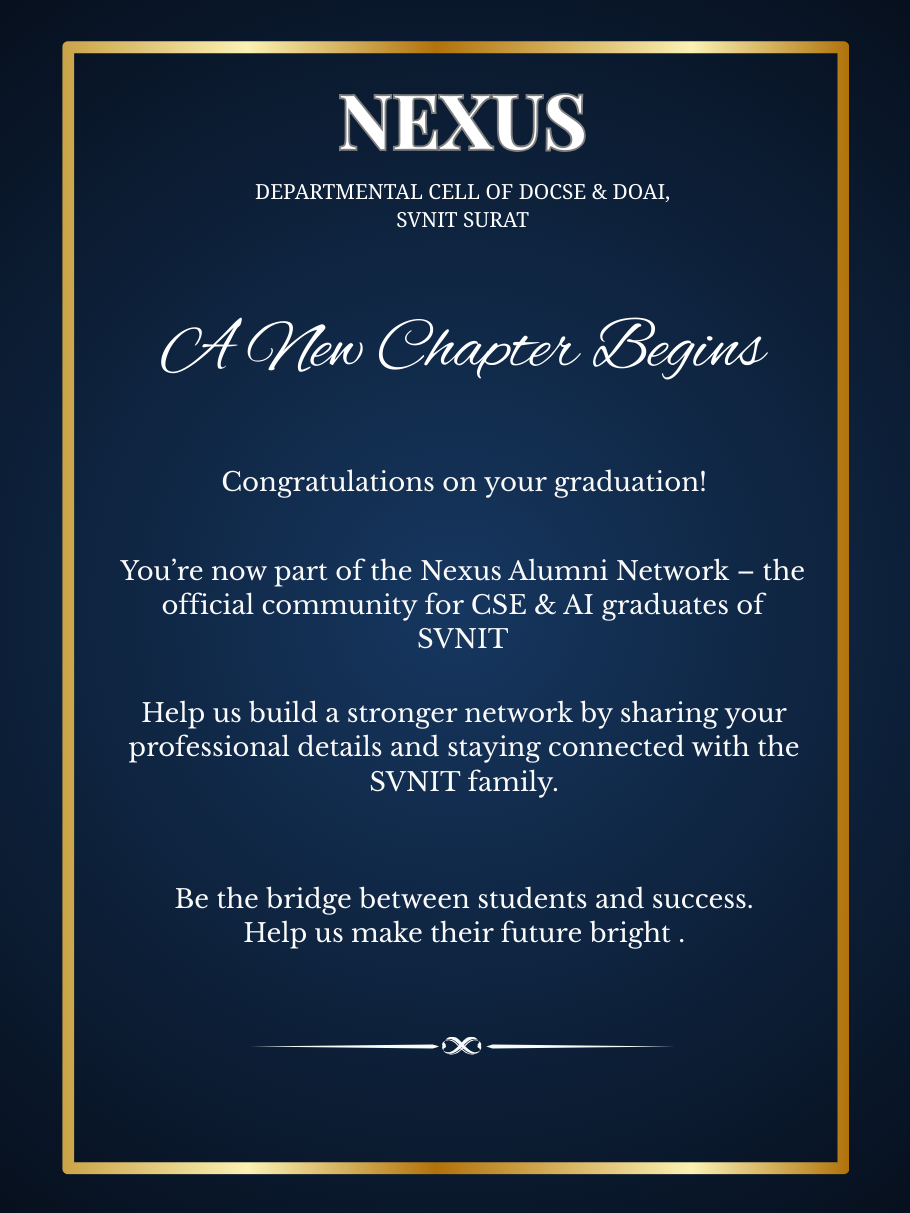 NEXUS
DEPARTMENTAL CELL OF DOCSE & DOAI,
SVNIT SURAT
A New Chapter Begins
Congratulations on your graduation!
You’re now part of the Nexus Alumni Network – the
official community for CSE & AI graduates of
SVNIT
Help us build a stronger network by sharing your
professional details and staying connected with the
SVNIT family.
Be the bridge between students and success.
Help us make their future bright .